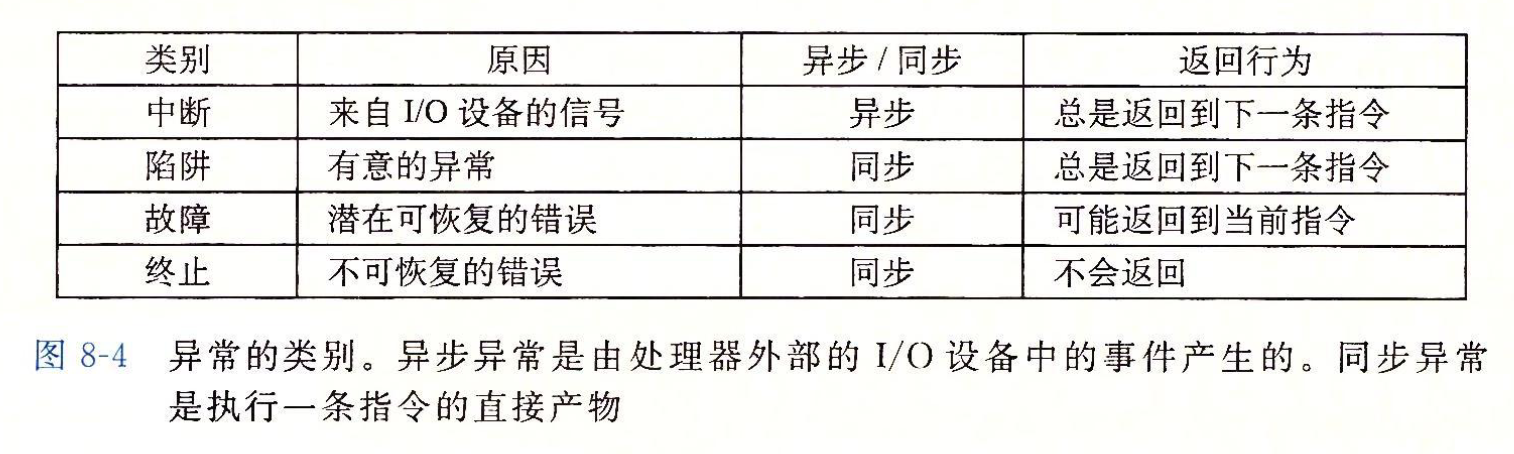 类别 原因 异步 / 同步 返回行为
中断 来自 I/O 设备的信号 异步 总是返回到下一条指令
陷阱 有意的异常 同步 总是返回到下一条指令
故障 潜在可恢复的错误 同步 可能返回到当前指令
终止 不可恢复的错误 同步 不会返回
图 8-4 异常的类别。异步异常是由处理器外部的 I/O 设备中的事件产生的。同步异常
是执行一条指令的直接产物